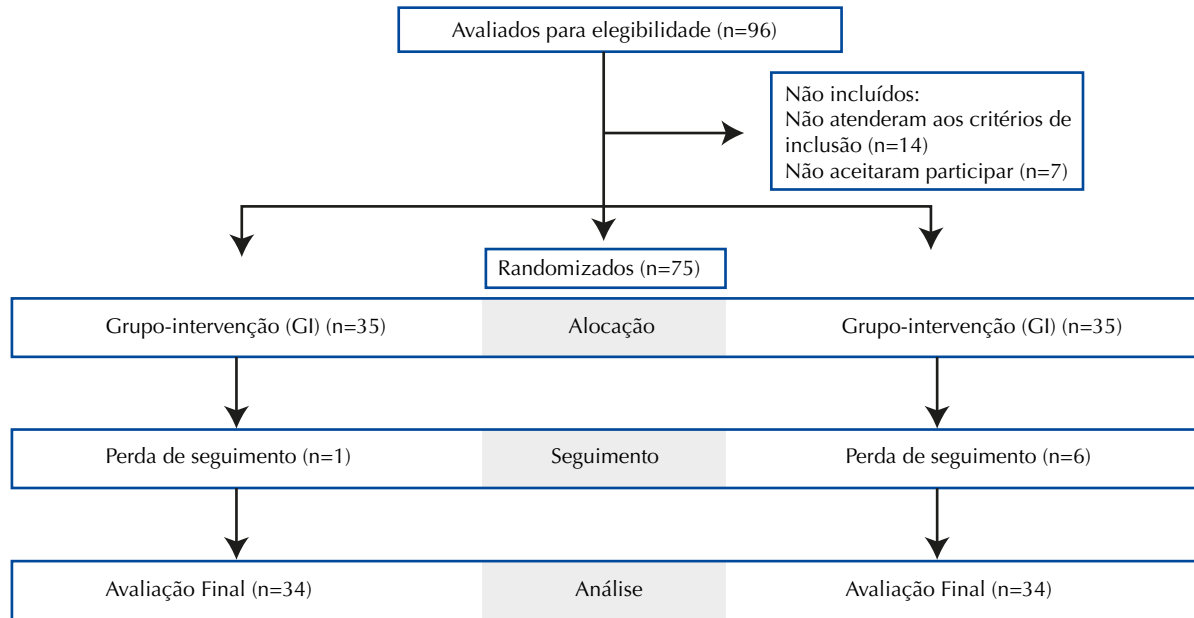 Avaliados para elegibilidade (n=96)
Não incluídos:
Não atenderam aos critérios de
inclusão (n=14)
Não aceitaram participar (n=7)
Randomizados (n=75)
Grupo-intervenção (GI) (n=35)
Alocação
Grupo-intervenção (GI) (n=35)
Perda de seguimento (n=1)
Seguimento
Perda de seguimento (n=6)
Avaliação Final (n=34)
Análise
Avaliação Final (n=34)